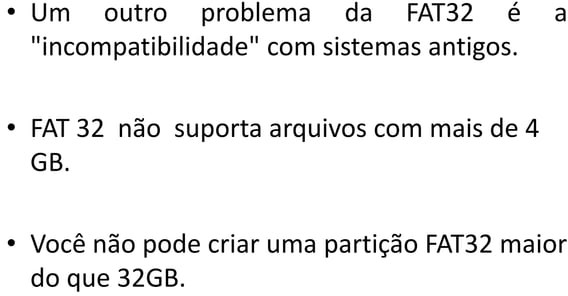 • Um outro problema da FAT32 é a
"incompatibilidade" com sistemas antigos.
• FAT 32 não suporta arquivos com mais de 4
GB.
• Você não pode criar uma partição FAT32 maior
do que 32GB.